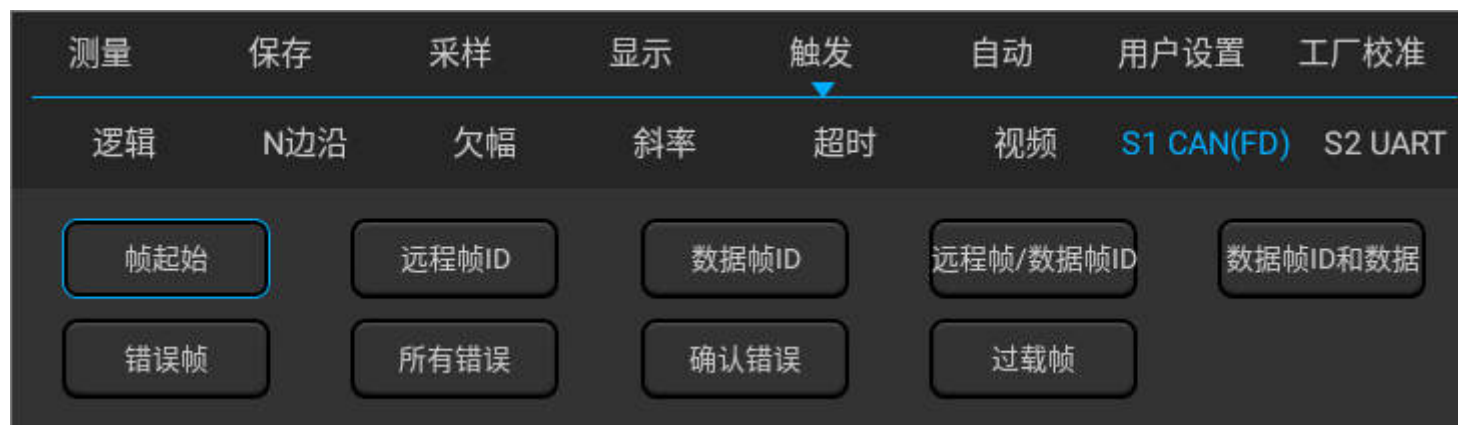 测量 保存 采样 显示 触发 自动 用户设置 工厂校准
逻辑 N边沿 欠幅 斜率 超时 视频 S1 CAN(FD) S2 UART
帧起始 远程帧ID 数据帧ID 远程帧/数据帧ID 数据帧ID和数据
错误帧 所有错误 确认错误 过载帧